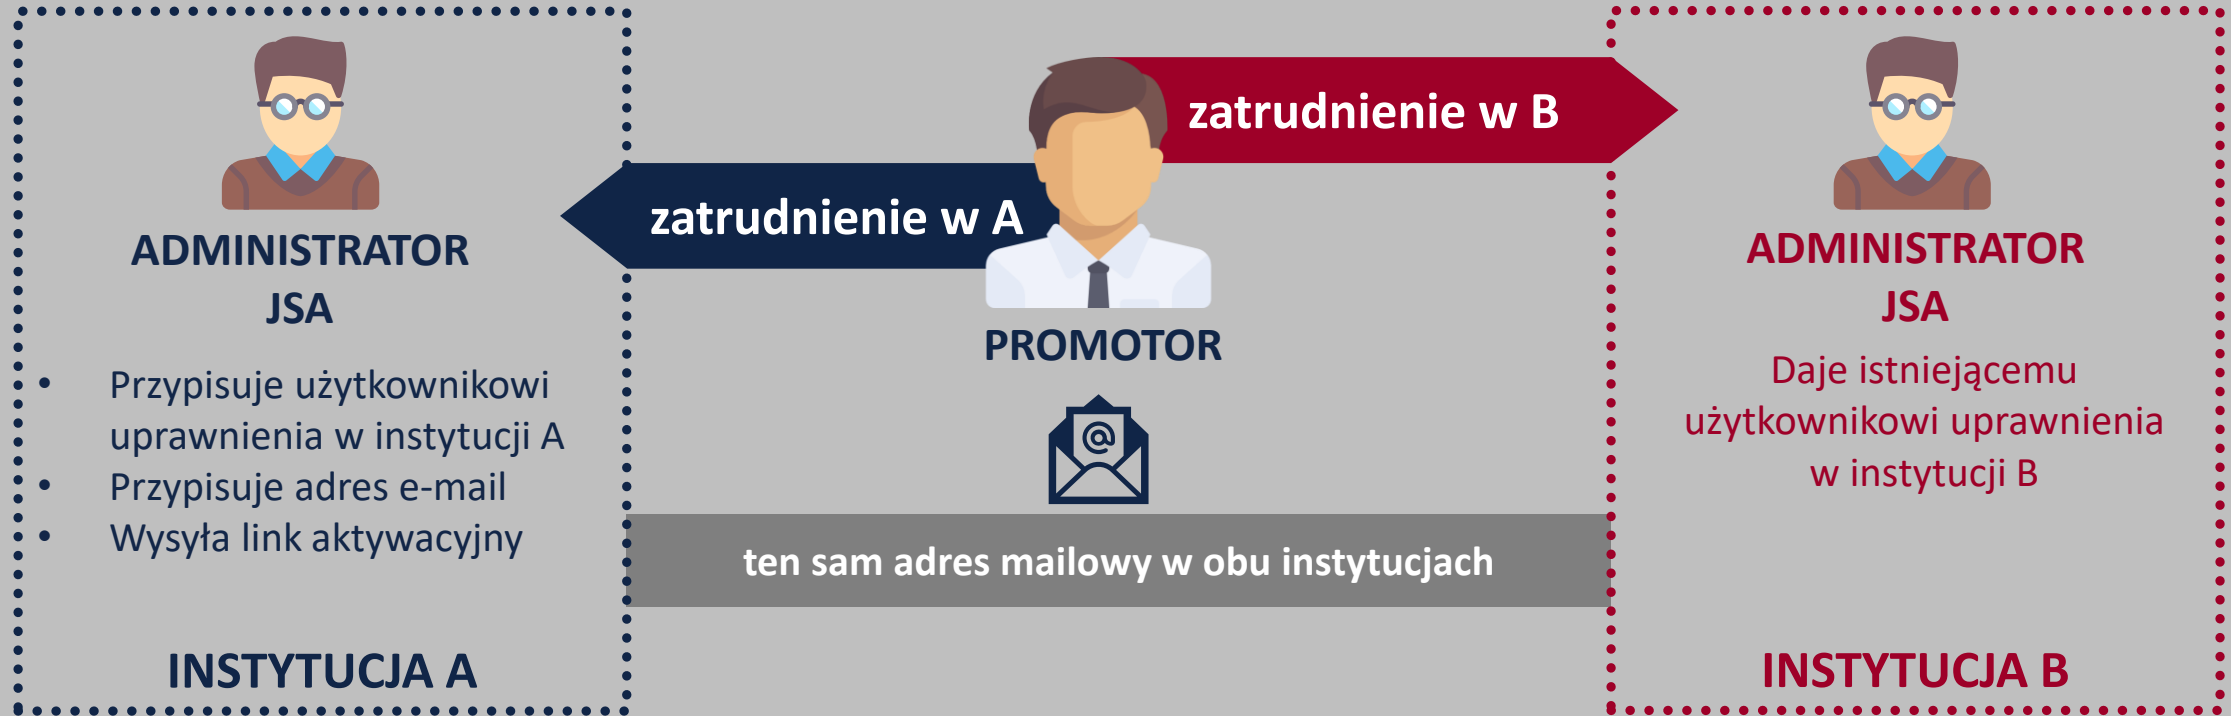 ADMINISTRATOR
JSA
• Przypisuje użytkownikowi
uprawnienia w instytucji A
• Przypisuje adres e-mail
• Wysyła link aktywacyjny
INSTYTUCJA A
zatrudnienie w A
zatrudnienie w B
PROMOTOR
@
ten sam adres mailowy w obu instytucjach
ADMINISTRATOR
JSA
Daje istniejącemu
użytkownikowi uprawnienia
w instytucji B
INSTYTUCJA B